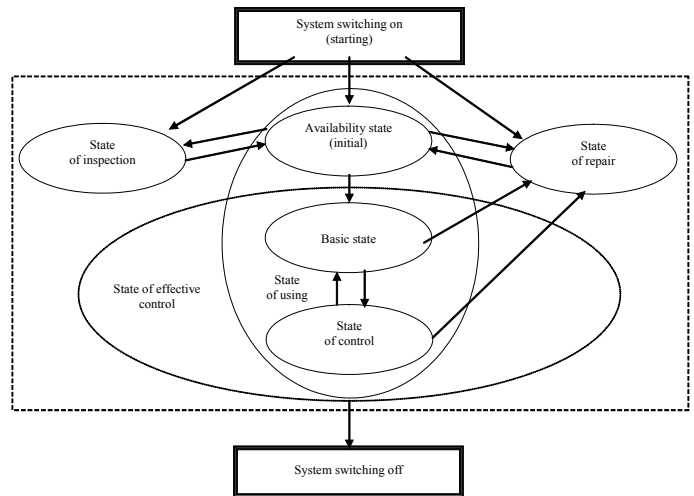 System switching on
(starting)
Availability state
(initial)
State
of inspection
State
of repair
Basic state
State of effective
control
State
of using
State
of control
System switching off